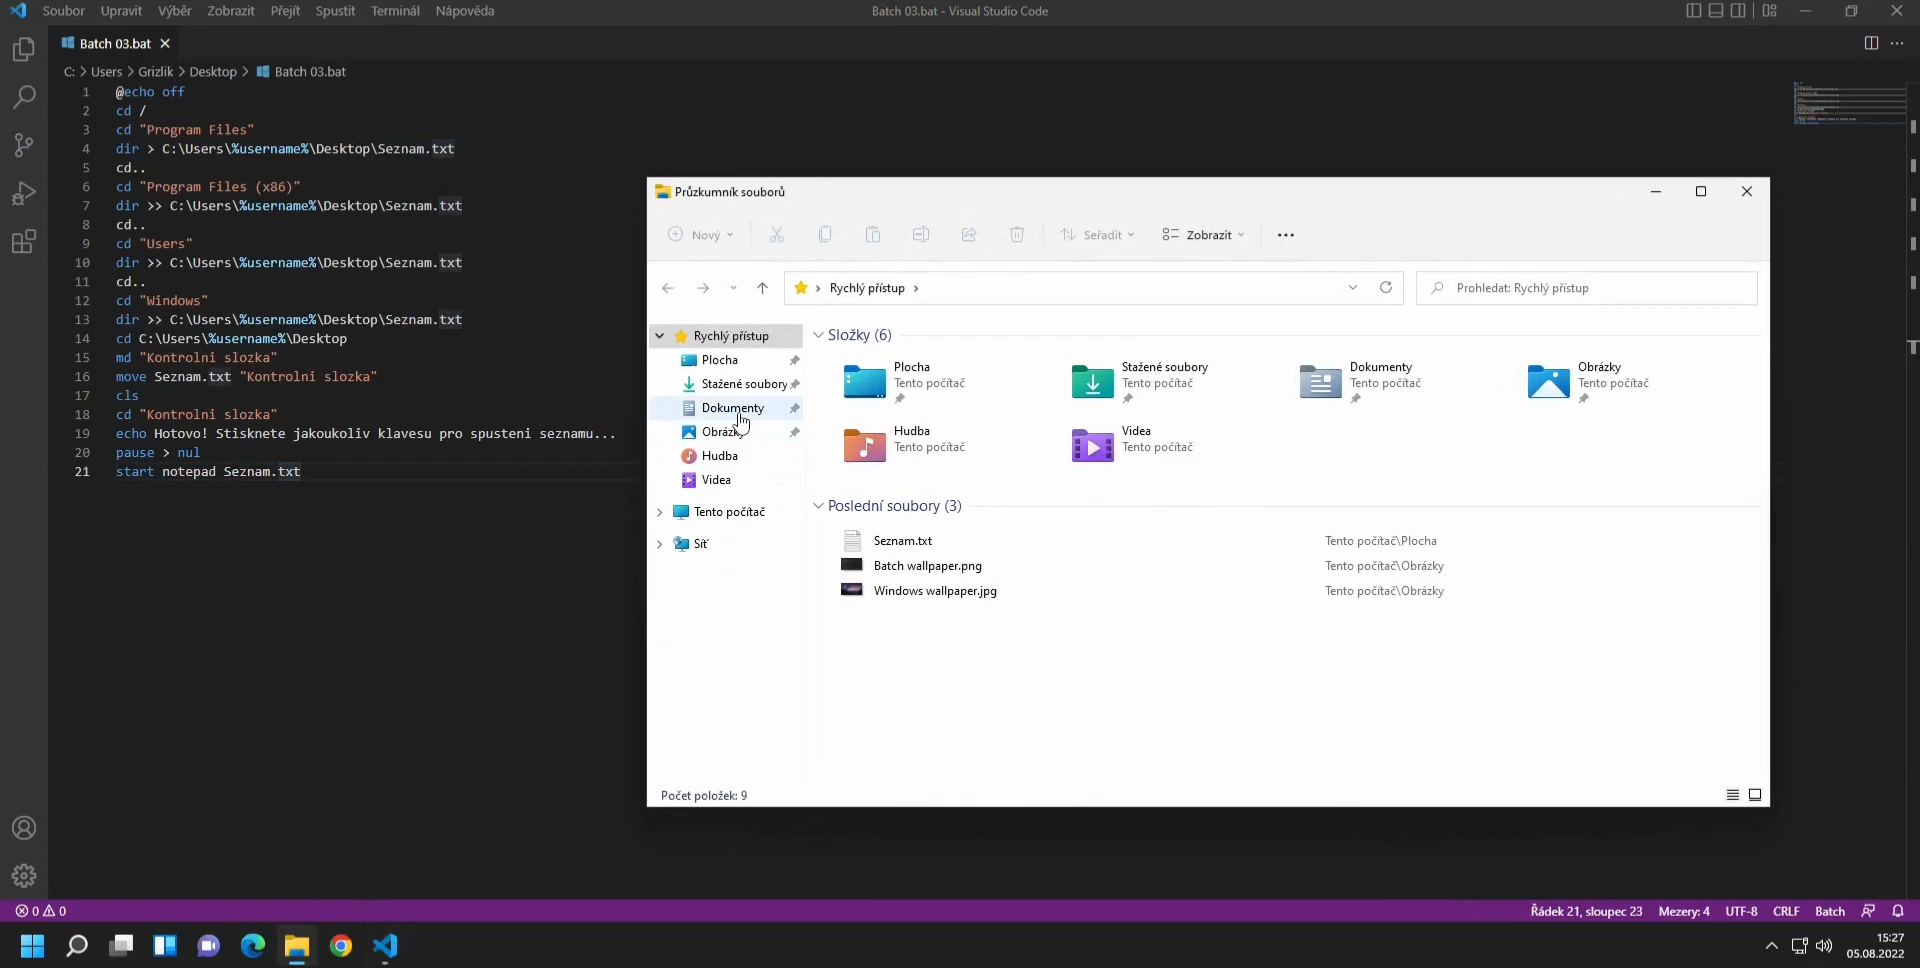 Soubor Upravit Výběr Zobrazit Přejít Spustit Terminál Nápověda
Batch 03.bat - Visual Studio Code
Batch 03.bat
C: > Users > Grizlik > Desktop > Batch 03.bat
1 @echo off
2 cd /
3 cd "Program Files"
4 dir > C:\Users\%username%\Desktop\Seznam.txt
5 cd..
6 cd "Program Files (x86)"
7 dir >> C:\Users\%username%\Desktop\Seznam.txt
8 cd..
9 cd "Users"
10 dir >> C:\Users\%username%\Desktop\Seznam.txt
11 cd..
12 cd "Windows"
13 dir >> C:\Users\%username%\Desktop\Seznam.txt
14 cd C:\Users\%username%\Desktop
15 md "Kontrolni slozka"
16 move Seznam.txt "Kontrolni slozka"
17 cls
18 cd "Kontrolni slozka"
19 echo Hotovo! Stisknete jakoukoliv klavesu pro spusteni seznamu...
20 pause > nul
21 start notepad Seznam.txt
Průzkumník souborů
Nový
Seřadit
Zobrazit
Rychlý přístup
Prohledat: Rychlý přístup
Rychlý přístup
Plocha
Stažené soubory
Dokumenty
Obrázky
Hudba
Videa
Tento počítač
Síť
Složky (6)
Plocha
Tento počítač
Stažené soubory
Tento počítač
Dokumenty
Tento počítač
Obrázky
Tento počítač
Hudba
Tento počítač
Videa
Tento počítač
Poslední soubory (3)
Seznam.txt Tento počítač\Plocha
Batch wallpaper.png Tento počítač\Obrázky
Windows wallpaper.jpg Tento počítač\Obrázky
Počet položek: 9
0 0
Řádek 21, sloupec 23 Mezery: 4 UTF-8 CRLF Batch
15:27
05.08.2022